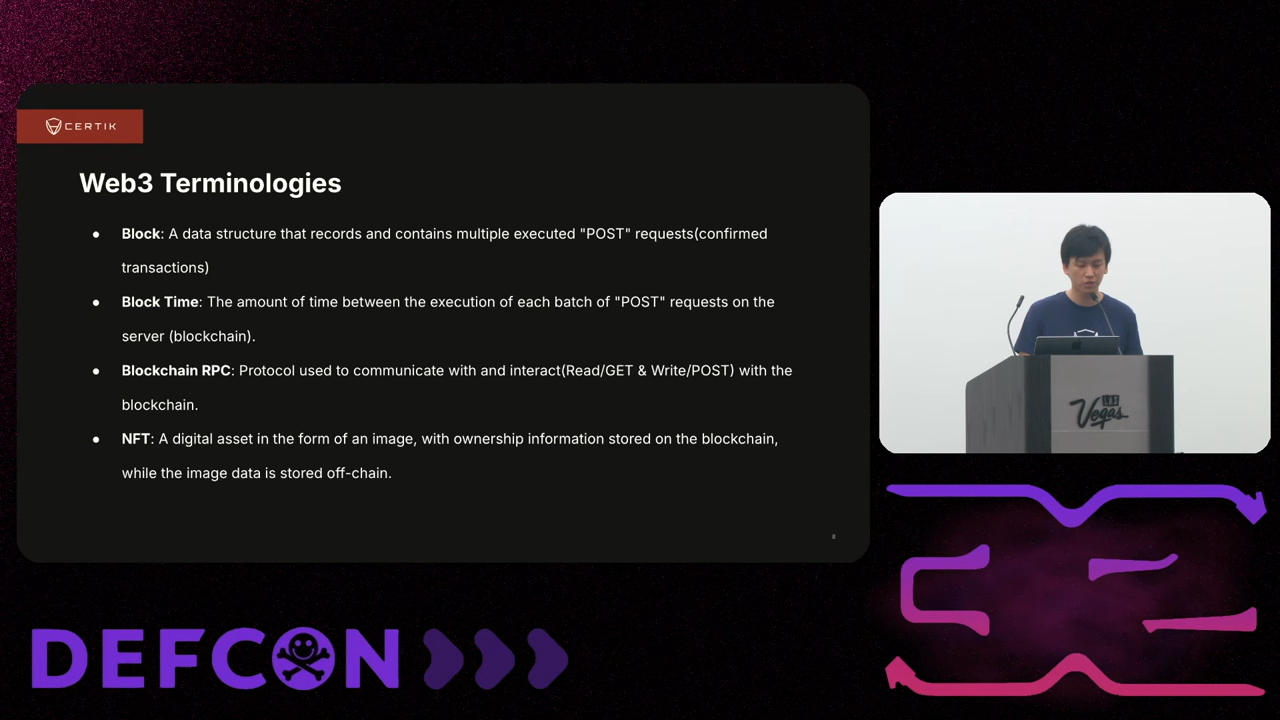 CERTIK
Web3 Terminologies
● Block: A data structure that records and contains multiple executed "POST" requests(confirmed
transactions)
● Block Time: The amount of time between the execution of each batch of "POST" requests on the
server (blockchain).
● Blockchain RPC: Protocol used to communicate with and interact(Read/GET & Write/POST) with the
blockchain.
● NFT: A digital asset in the form of an image, with ownership information stored on the blockchain,
while the image data is stored off-chain.
Vegas
DEFCON